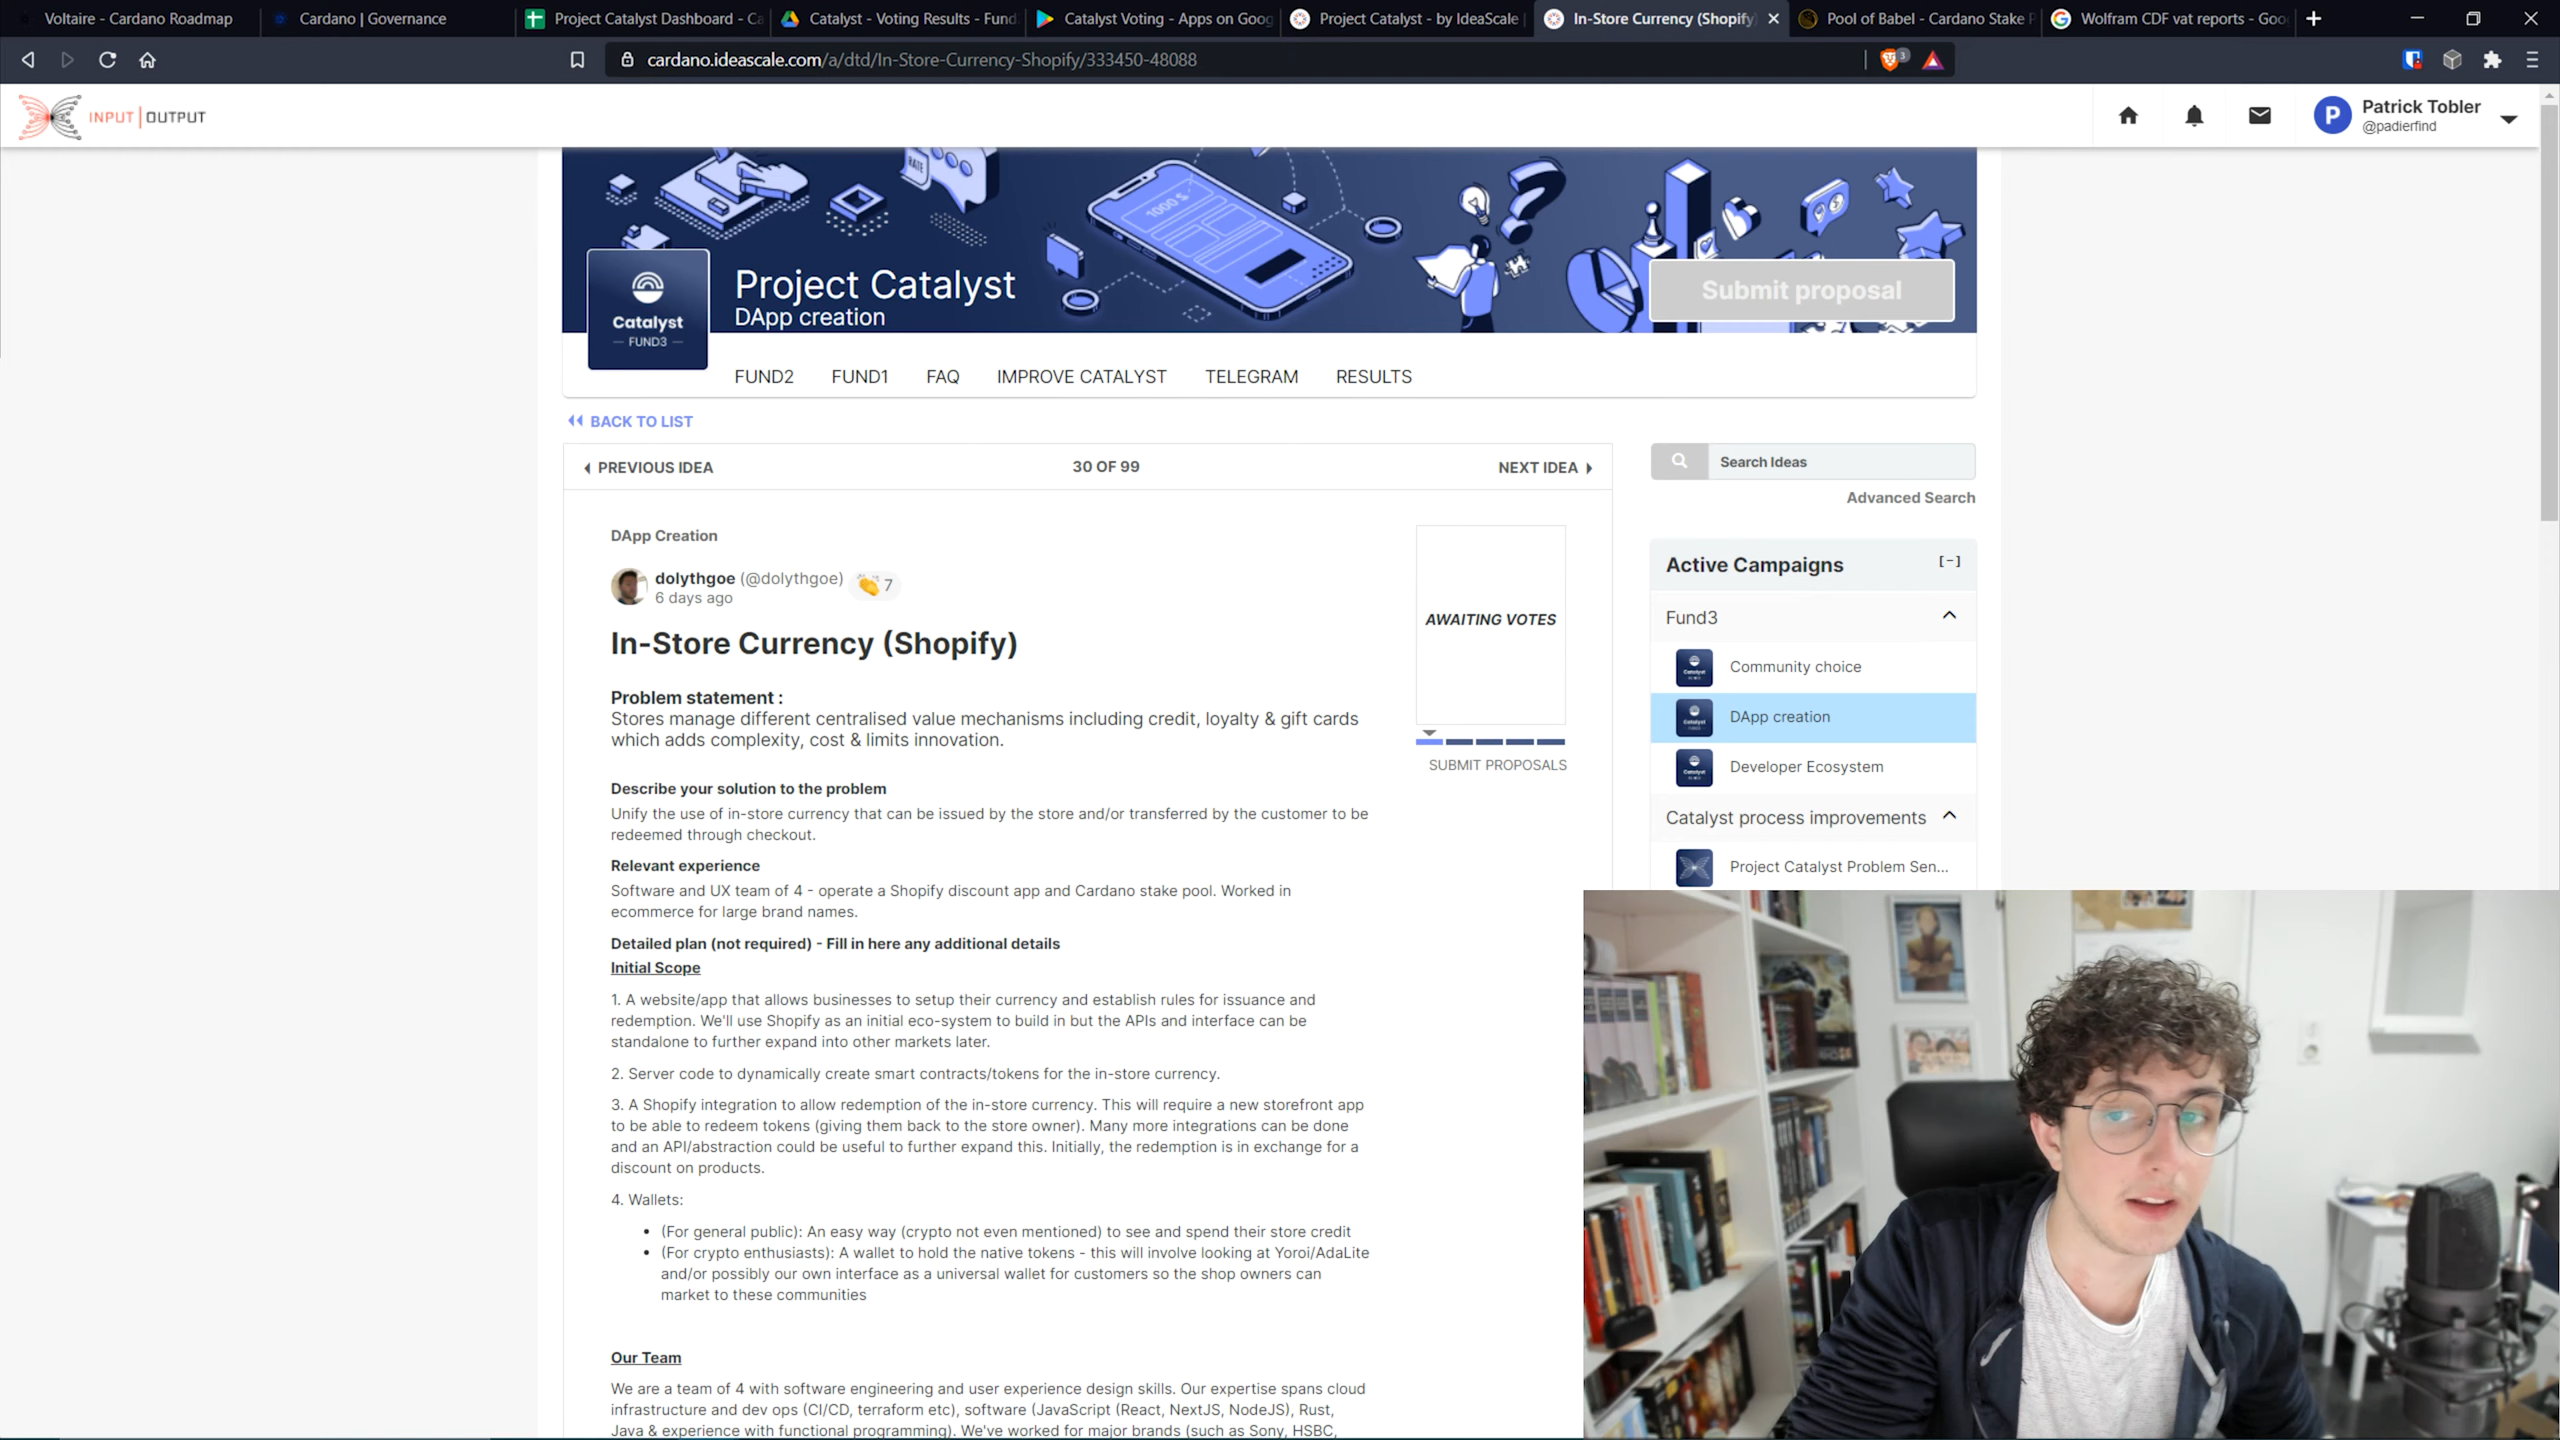 Voltaire - Cardano Roadmap
Cardano | Governance
Project Catalyst Dashboard - Ca
Catalyst - Voting Results - Fund
Catalyst Voting - Apps on Goog
Project Catalyst - by IdeaScale
In-Store Currency (Shopify)
Pool of Babel - Cardano Stake P
Wolfram CDF vat reports - Goo
cardano.ideascale.com/a/dtd/In-Store-Currency-Shopify/333450-48088
3
INPUT | OUTPUT
P
Patrick Tobler
@padierfind
RATE
1000 $
Project Catalyst
DApp creation
Submit proposal
Catalyst
— FUND3 —
FUND2
FUND1
FAQ
IMPROVE CATALYST
TELEGRAM
RESULTS
BACK TO LIST
PREVIOUS IDEA
30 OF 99
NEXT IDEA
Search Ideas
Advanced Search
DApp Creation
dolythgoe (@dolythgoe)
7
6 days ago
In-Store Currency (Shopify)
AWAITING VOTES
SUBMIT PROPOSALS
Problem statement :
Stores manage different centralised value mechanisms including credit, loyalty & gift cards
which adds complexity, cost & limits innovation.
Describe your solution to the problem
Unify the use of in-store currency that can be issued by the store and/or transferred by the customer to be
redeemed through checkout.
Relevant experience
Software and UX team of 4 - operate a Shopify discount app and Cardano stake pool. Worked in
ecommerce for large brand names.
Detailed plan (not required) - Fill in here any additional details
Initial Scope
1. A website/app that allows businesses to setup their currency and establish rules for issuance and
redemption. We'll use Shopify as an initial eco-system to build in but the APIs and interface can be
standalone to further expand into other markets later.
2. Server code to dynamically create smart contracts/tokens for the in-store currency.
3. A Shopify integration to allow redemption of the in-store currency. This will require a new storefront app
to be able to redeem tokens (giving them back to the store owner). Many more integrations can be done
and an API/abstraction could be useful to further expand this. Initially, the redemption is in exchange for a
discount on products.
4. Wallets:
• (For general public): An easy way (crypto not even mentioned) to see and spend their store credit
• (For crypto enthusiasts): A wallet to hold the native tokens - this will involve looking at Yoroi/AdaLite
and/or possibly our own interface as a universal wallet for customers so the shop owners can
market to these communities
Our Team
We are a team of 4 with software engineering and user experience design skills. Our expertise spans cloud
infrastructure and dev ops (CI/CD, terraform etc), software (JavaScript (React, NextJS, NodeJS), Rust,
Java & experience with functional programming). We've worked for major brands (such as Sony, HSBC,
Active Campaigns
[-]
Fund3
Catalyst
Community choice
Catalyst
DApp creation
Catalyst
Developer Ecosystem
Catalyst process improvements
Project Catalyst Problem Sen...